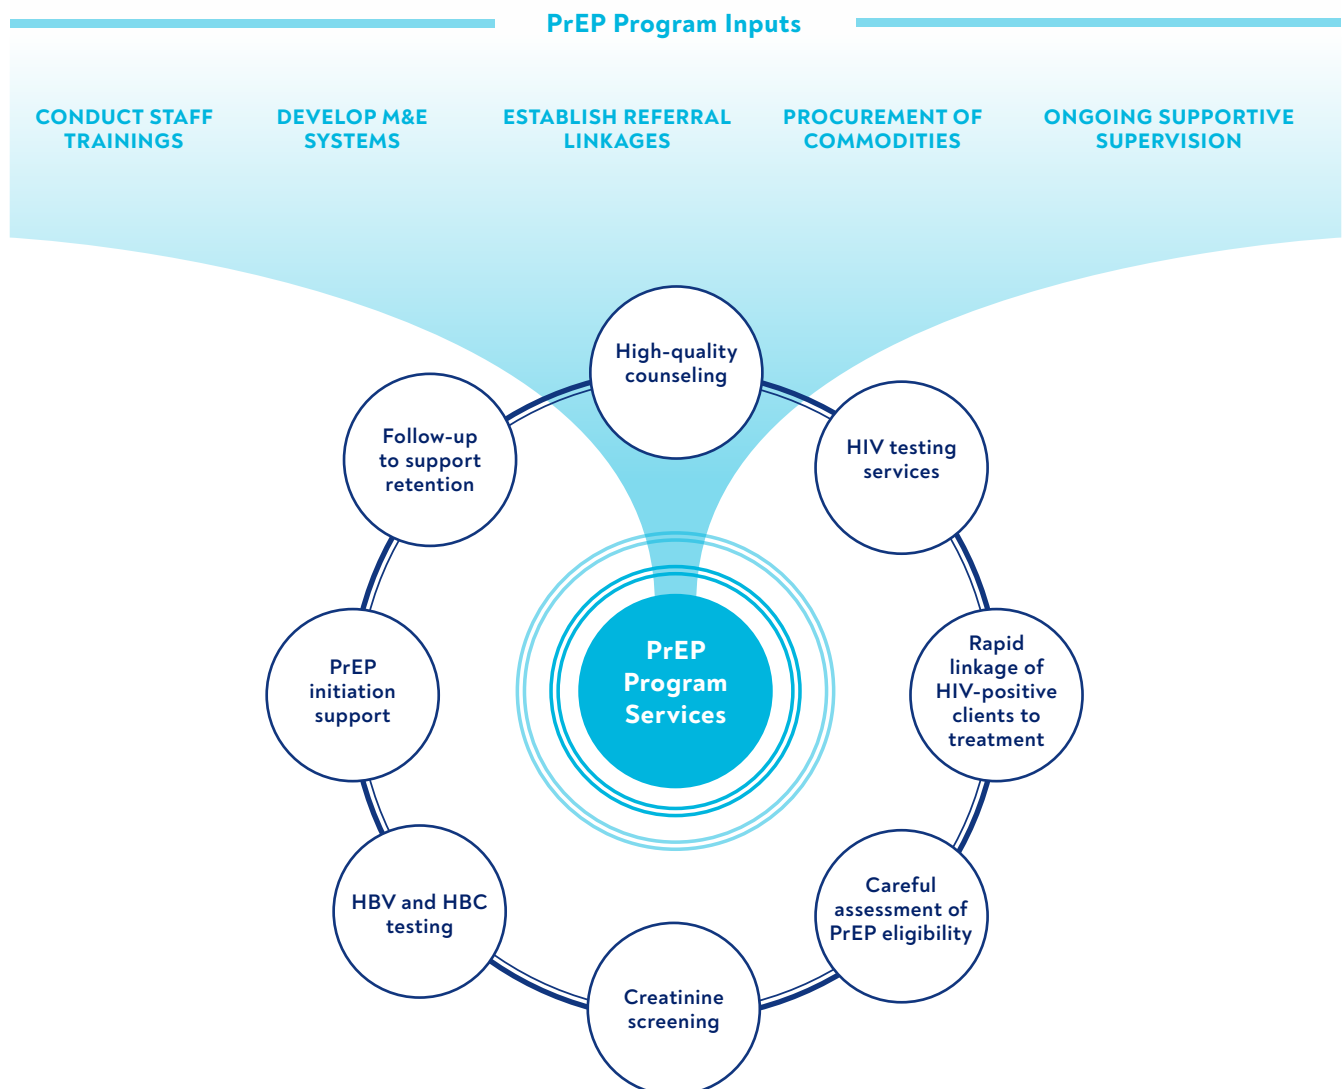 PrEP Program Inputs
CONDUCT STAFF
TRAININGS
DEVELOP M&E
SYSTEMS
ESTABLISH REFERRAL
LINKAGES
PROCUREMENT OF
COMMODITIES
ONGOING SUPPORTIVE
SUPERVISION
High-quality
counseling
HIV testing
services
Rapid
linkage of
HIV-positive
clients to
treatment
Careful
assessment of
PrEP eligibility
Creatinine
screening
HBV and HBC
testing
PrEP
initiation
support
Follow-up
to support
retention
PrEP
Program
Services